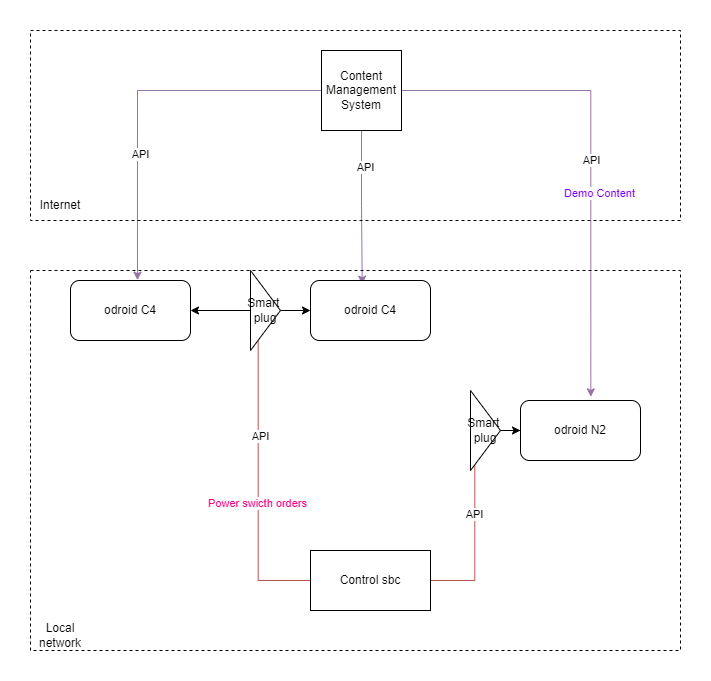 Content
Management
System
API
API
API
Demo Content
Internet
odroid C4
Smart
plug
odroid C4
Smart
plug
odroid N2
API
Power swicth orders
API
Control sbc
Local
network